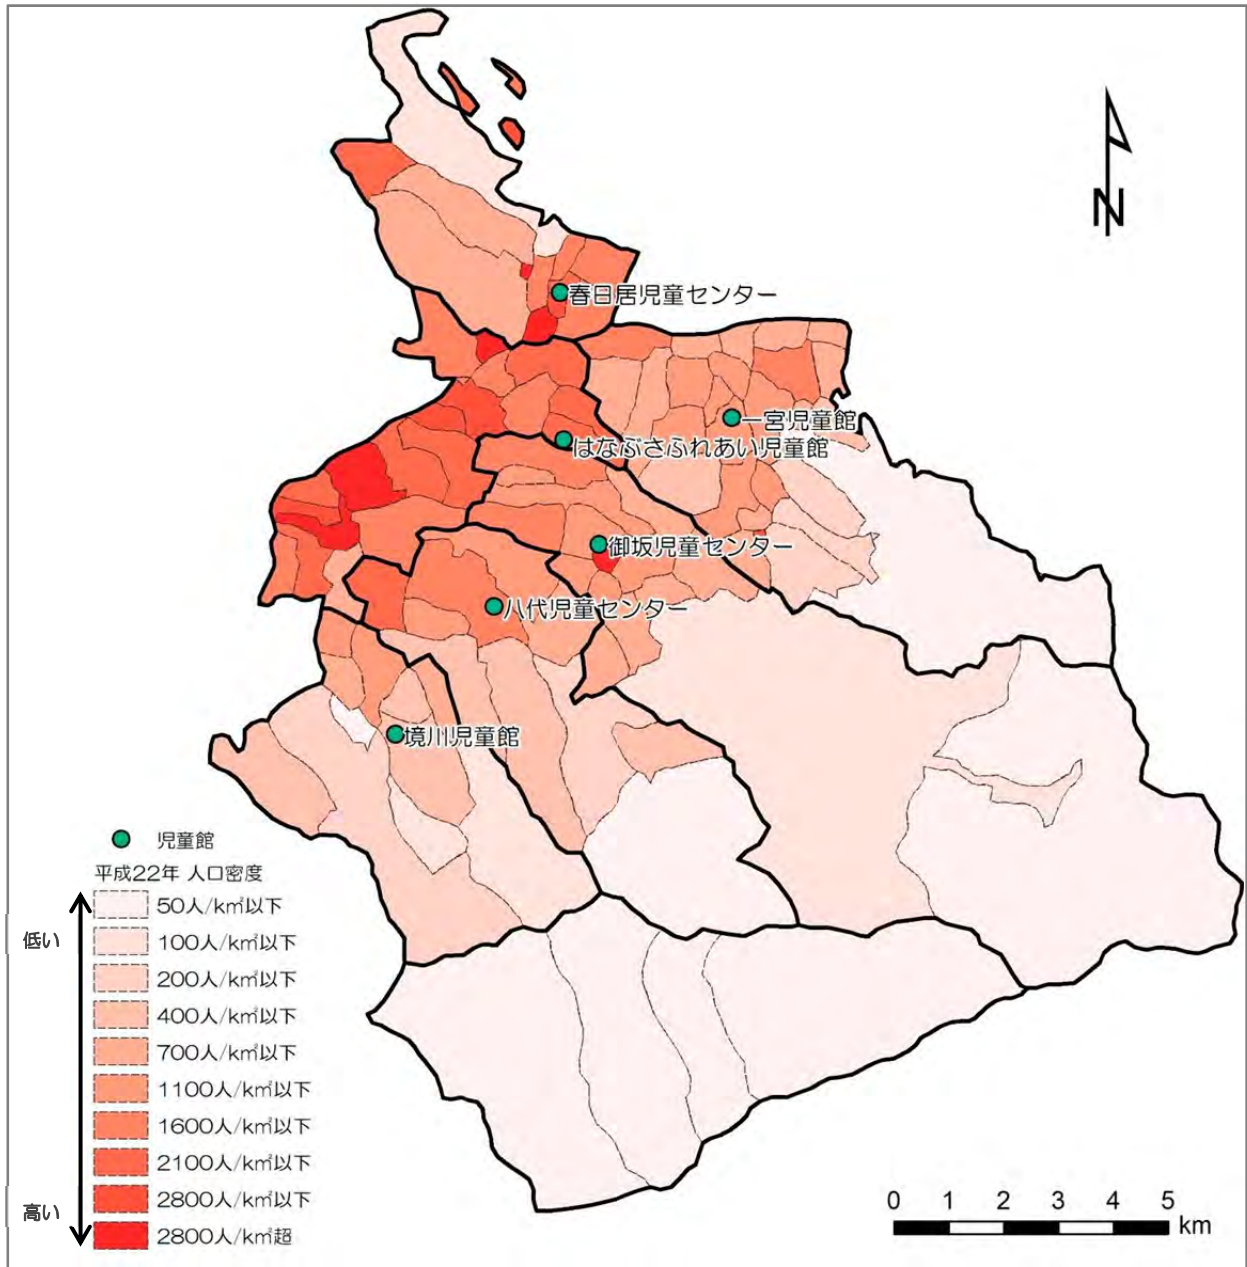 N
春日居児童センター
一宮児童館
はなぶさふれあい児童館
御坂児童センター
八代児童センター
境川児童館
児童館
平成22年 人口密度
50人/k㎡以下
低い
100人/k㎡以下
200人/k㎡以下
400人/k㎡以下
700人/k㎡以下
1100人/k㎡以下
1600人/k㎡以下
2100人/k㎡以下
2800人/k㎡以下
高い
2800人/k㎡超
0 1 2 3 4 5
km